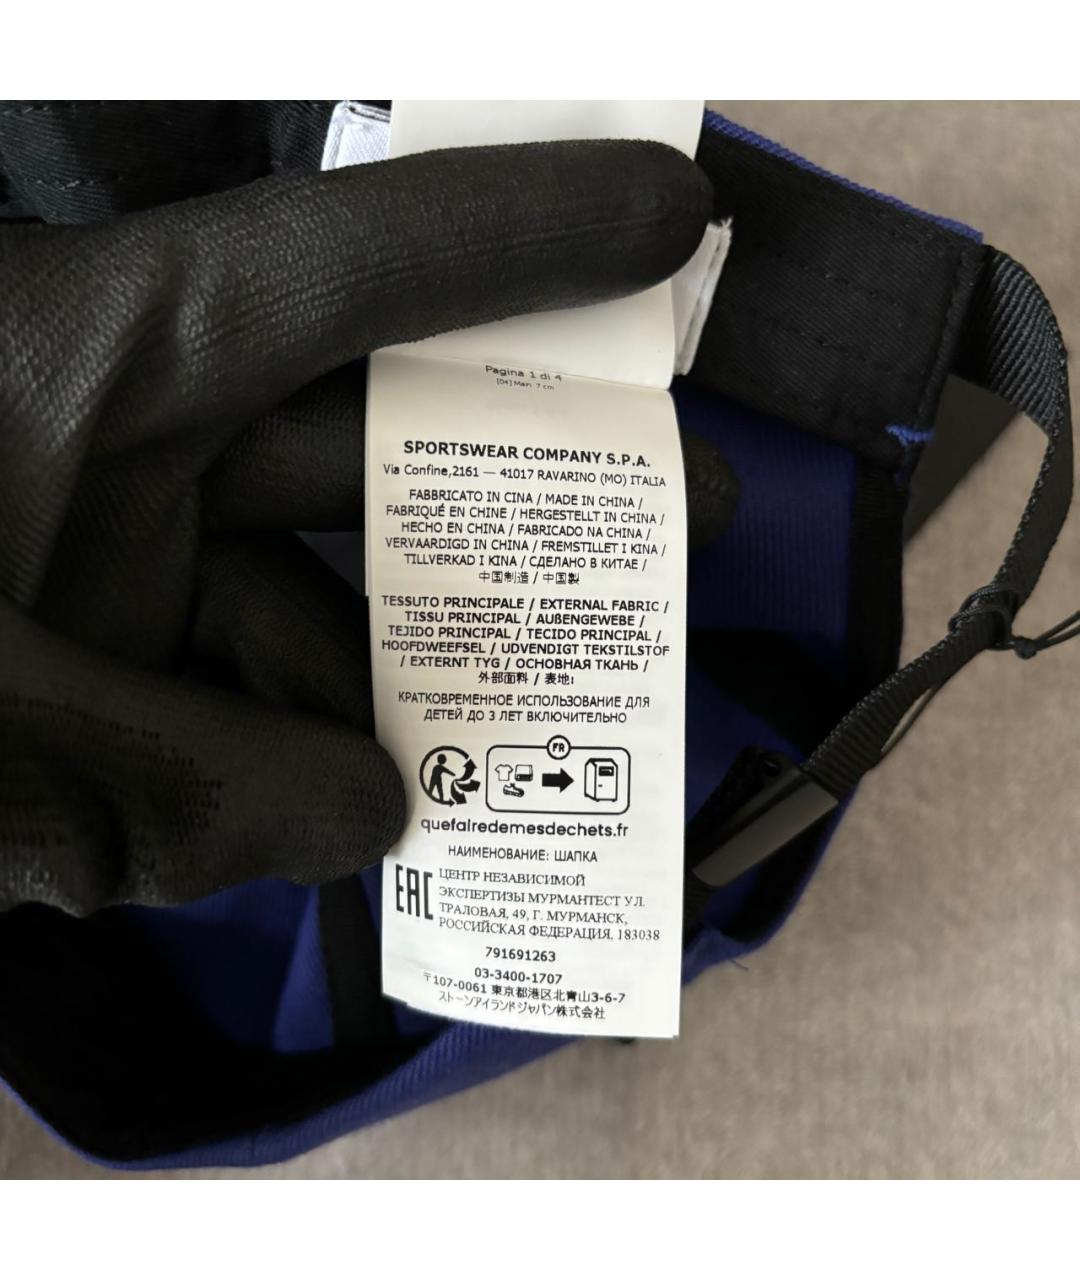 Pagina 1 di 4
[04] Main 7 cm
SPORTSWEAR COMPANY S.P.A.
Via Confine,2161 — 41017 RAVARINO (MO) ITALIA
FABBRICATO IN CINA / MADE IN CHINA /
FABRIQUÉ EN CHINE / HERGESTELLT IN CHINA /
HECHO EN CHINA / FABRICADO NA CHINA /
VERVAARDIGD IN CHINA / FREMSTILLET I KINA /
TILLVERKAD I KINA / СДЕЛАНО В КИТАЕ /
中国制造 / 中国製
TESSUTO PRINCIPALE / EXTERNAL FABRIC /
TISSU PRINCIPAL / AUßENGEWEBE /
TEJIDO PRINCIPAL / TECIDO PRINCIPAL /
HOOFDWEEFSEL / UDVENDIGT TEKSTILSTOF
/ EXTERNT TYG / ОСНОВНАЯ ТКАНЬ /
外部面料 / 表地:
КРАТКОВРЕМЕННОЕ ИСПОЛЬЗОВАНИЕ ДЛЯ
ДЕТЕЙ ДО 3 ЛЕТ ВКЛЮЧИТЕЛЬНО
FR
quefairedemesdechets.fr
НАИМЕНОВАНИЕ: ШАПКА
EAC
ЦЕНТР НЕЗАВИСИМОЙ
ЭКСПЕРТИЗЫ МУРМАНТЕСТ УЛ.
ТРАЛОВАЯ, 49, Г. МУРМАНСК,
РОССИЙСКАЯ ФЕДЕРАЦИЯ, 183038
791691263
03-3400-1707
〒107-0061 東京都港区北青山3-6-7
ストーンアイランドジャパン株式会社